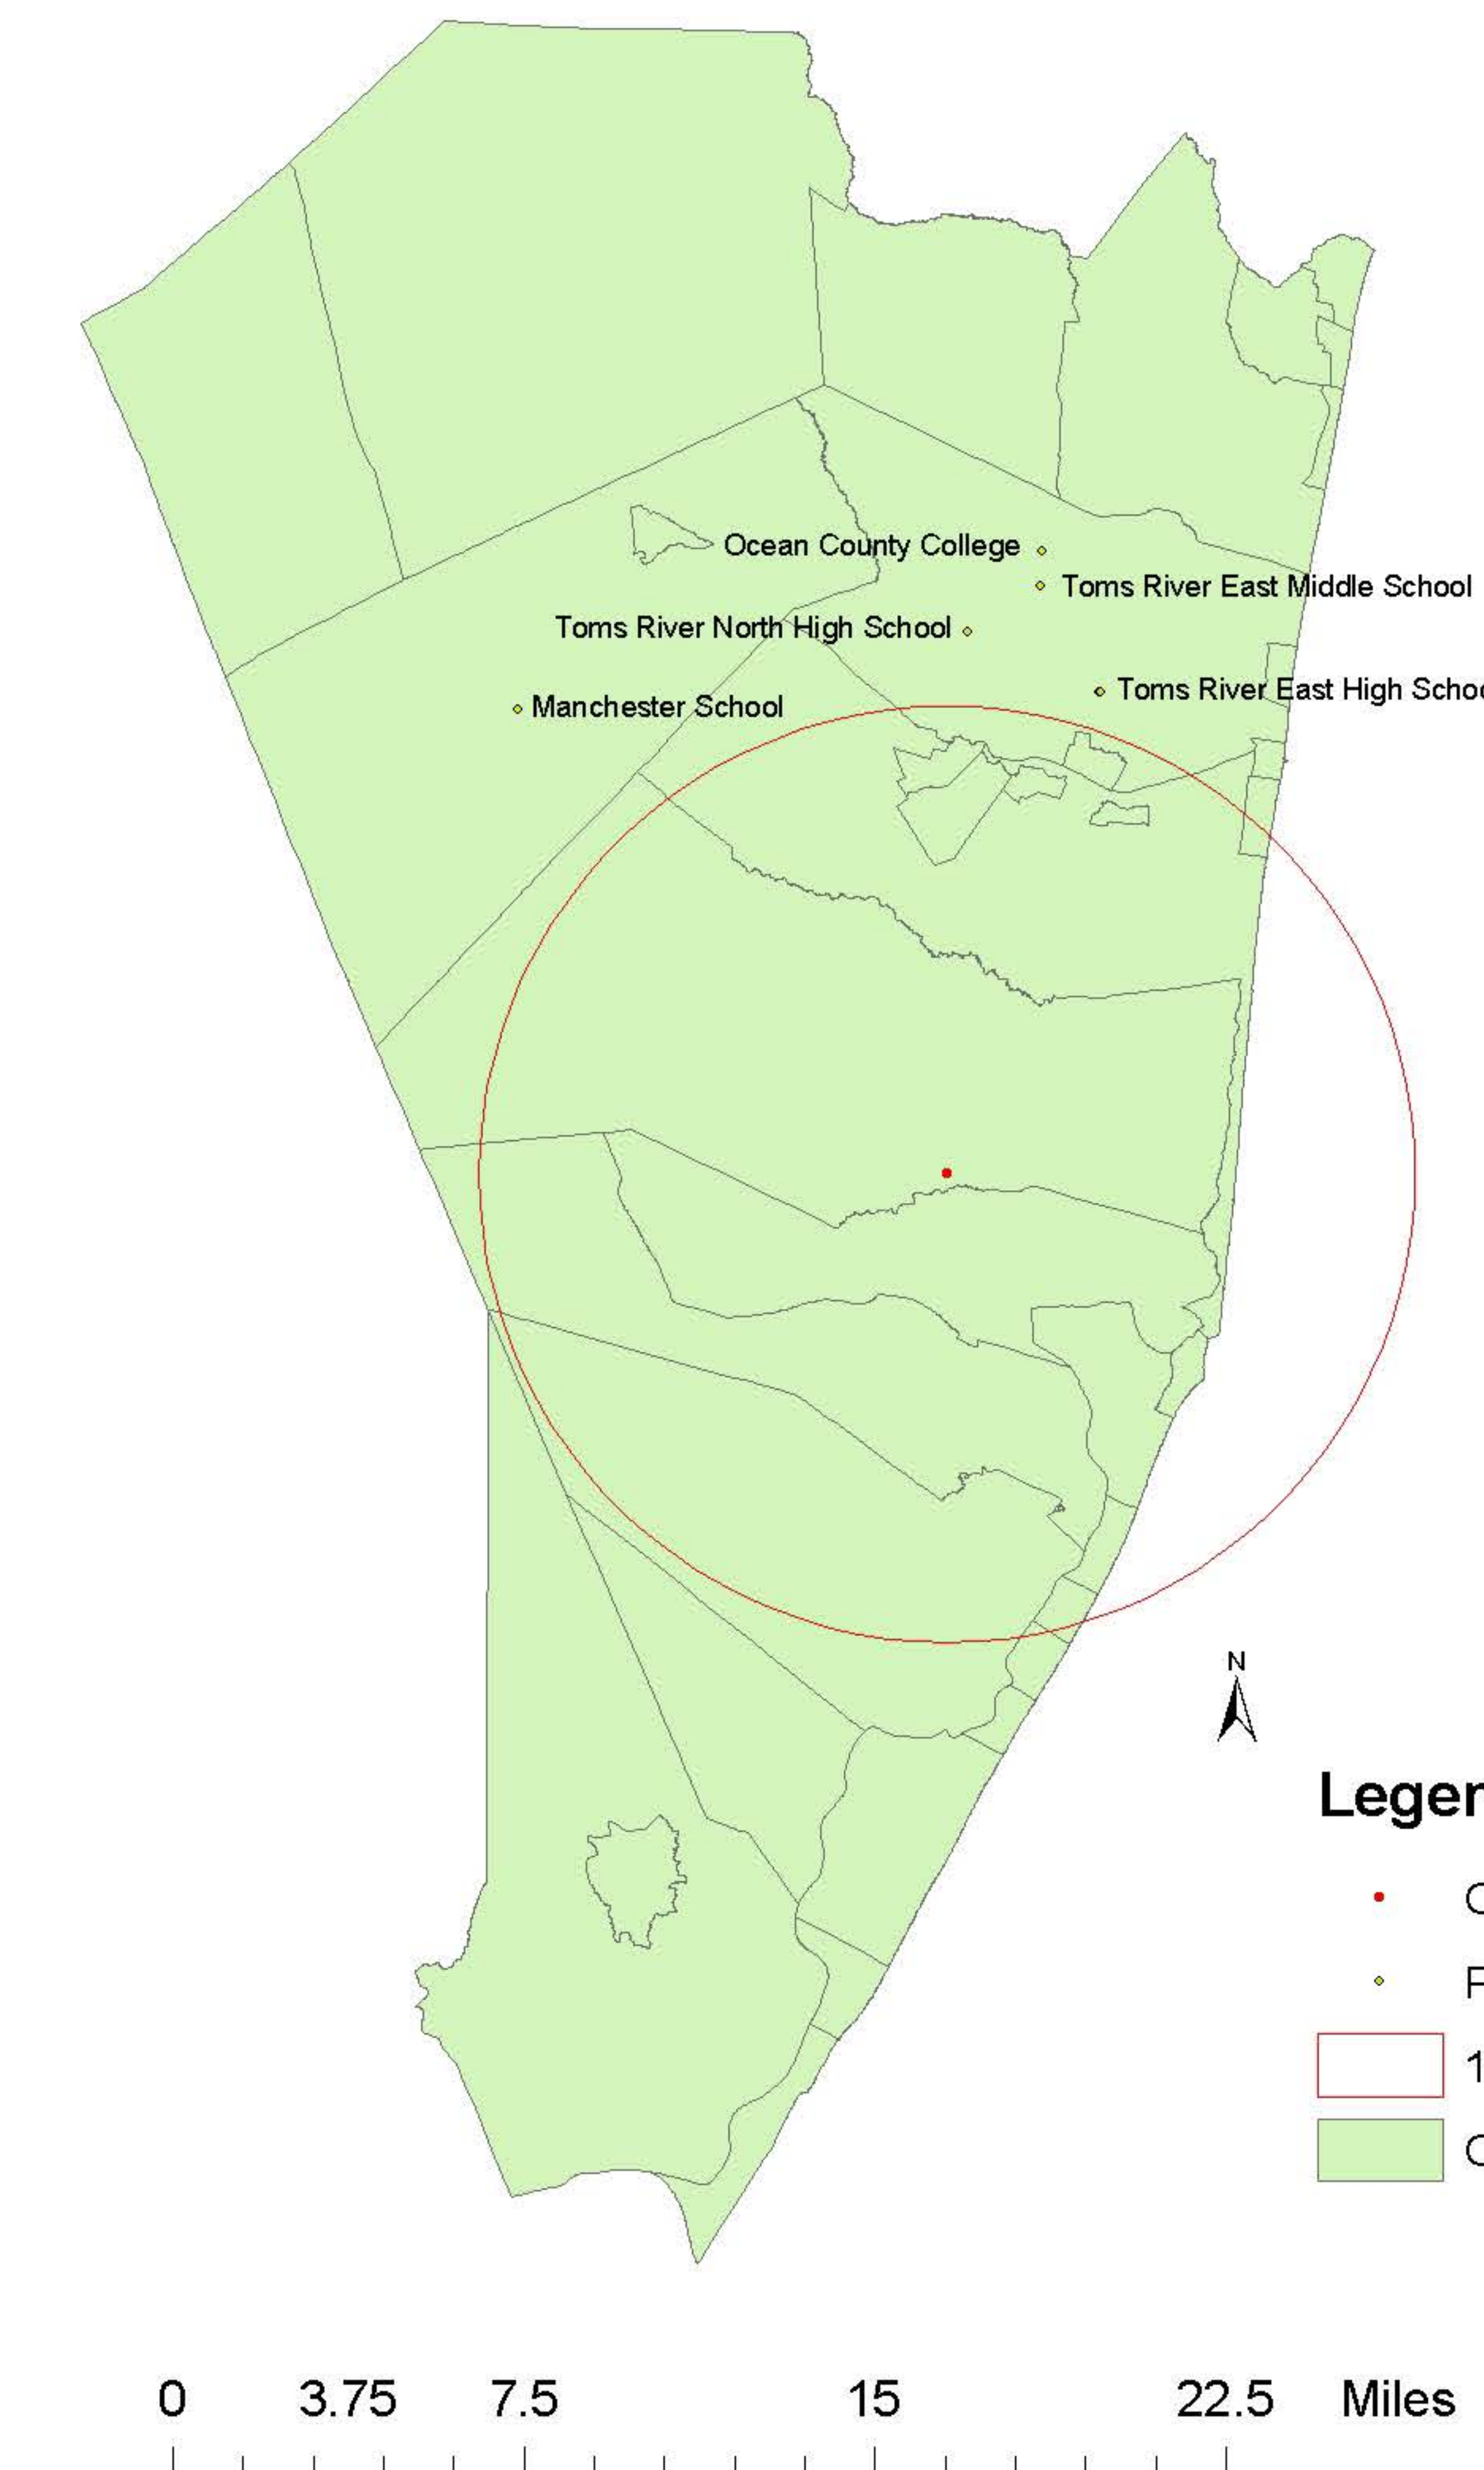 Ocean County College
Toms River East Middle School
Toms River North High School
Toms River East High Schoo
Manchester School
N
Legen
C
F
1
C
0 3.75 7.5 15 22.5 Miles